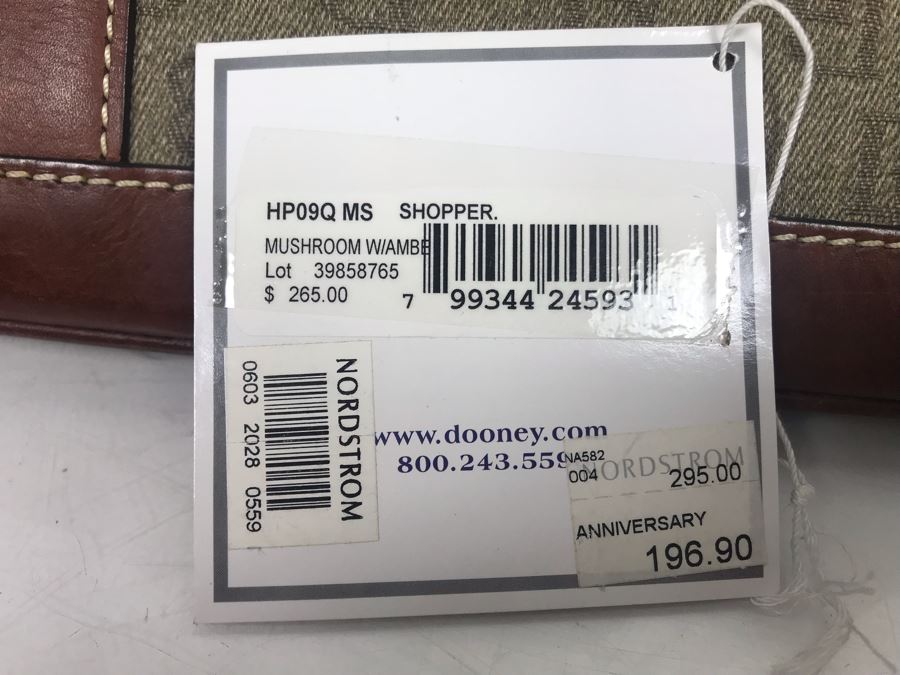 HP09Q MS SHOPPER.
MUSHROOM W/AMBE
Lot 39858765
$ 265.00
7 99344 24593 1
NORDSTROM
0603 2028 0559
www.dooney.com
800.243.559
NA582
004
NORDSTROM
295.00
ANNIVERSARY
196.90